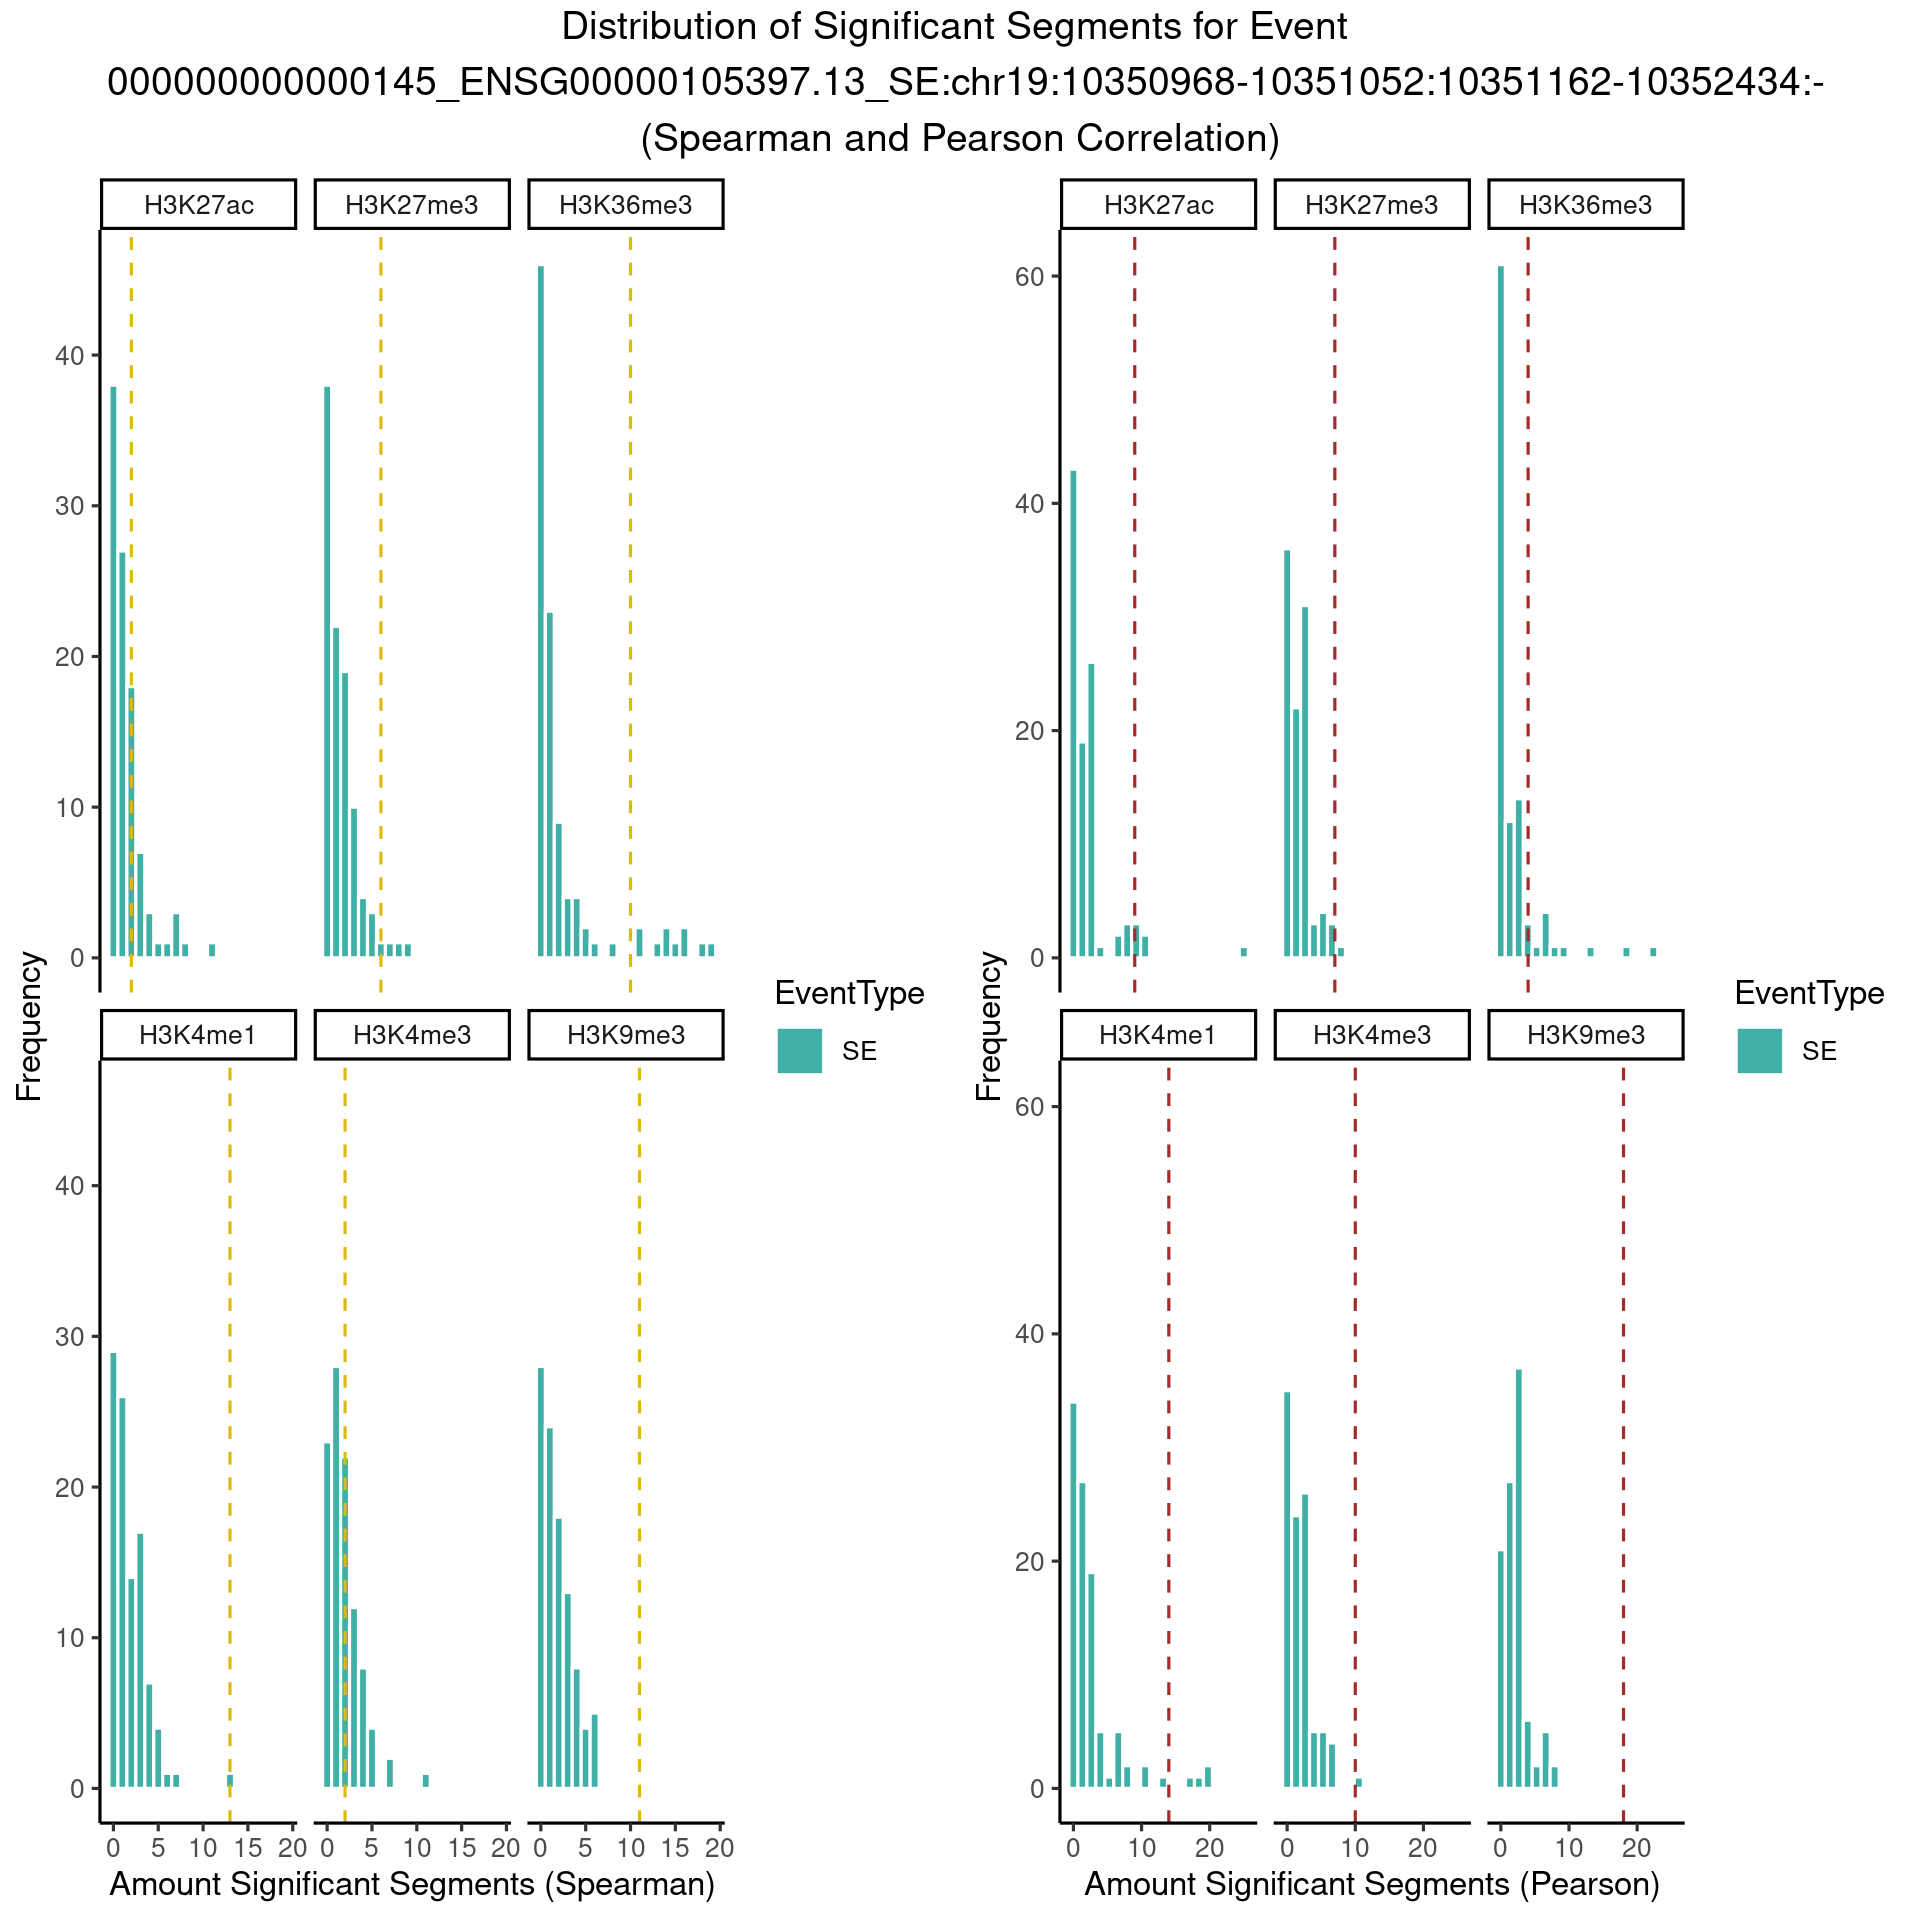 Distribution of Significant Segments for Event
000000000000145_ENSG00000105397.13_SE:chr19:10350968-10351052:10351162-10352434:-
(Spearman and Pearson Correlation)
H3K27ac H3K27me3 H3K36me3
40
30
20
10
0
H3K4me1 H3K4me3 H3K9me3
40
30
20
10
0
0 5 10 15 20 0 5 10 15 20 0 5 10 15 20
Frequency
Amount Significant Segments (Spearman)
EventType
SE
H3K27ac H3K27me3 H3K36me3
60
40
20
0
H3K4me1 H3K4me3 H3K9me3
60
40
20
0
0 10 20 0 10 20 0 10 20
Frequency
Amount Significant Segments (Pearson)
EventType
SE